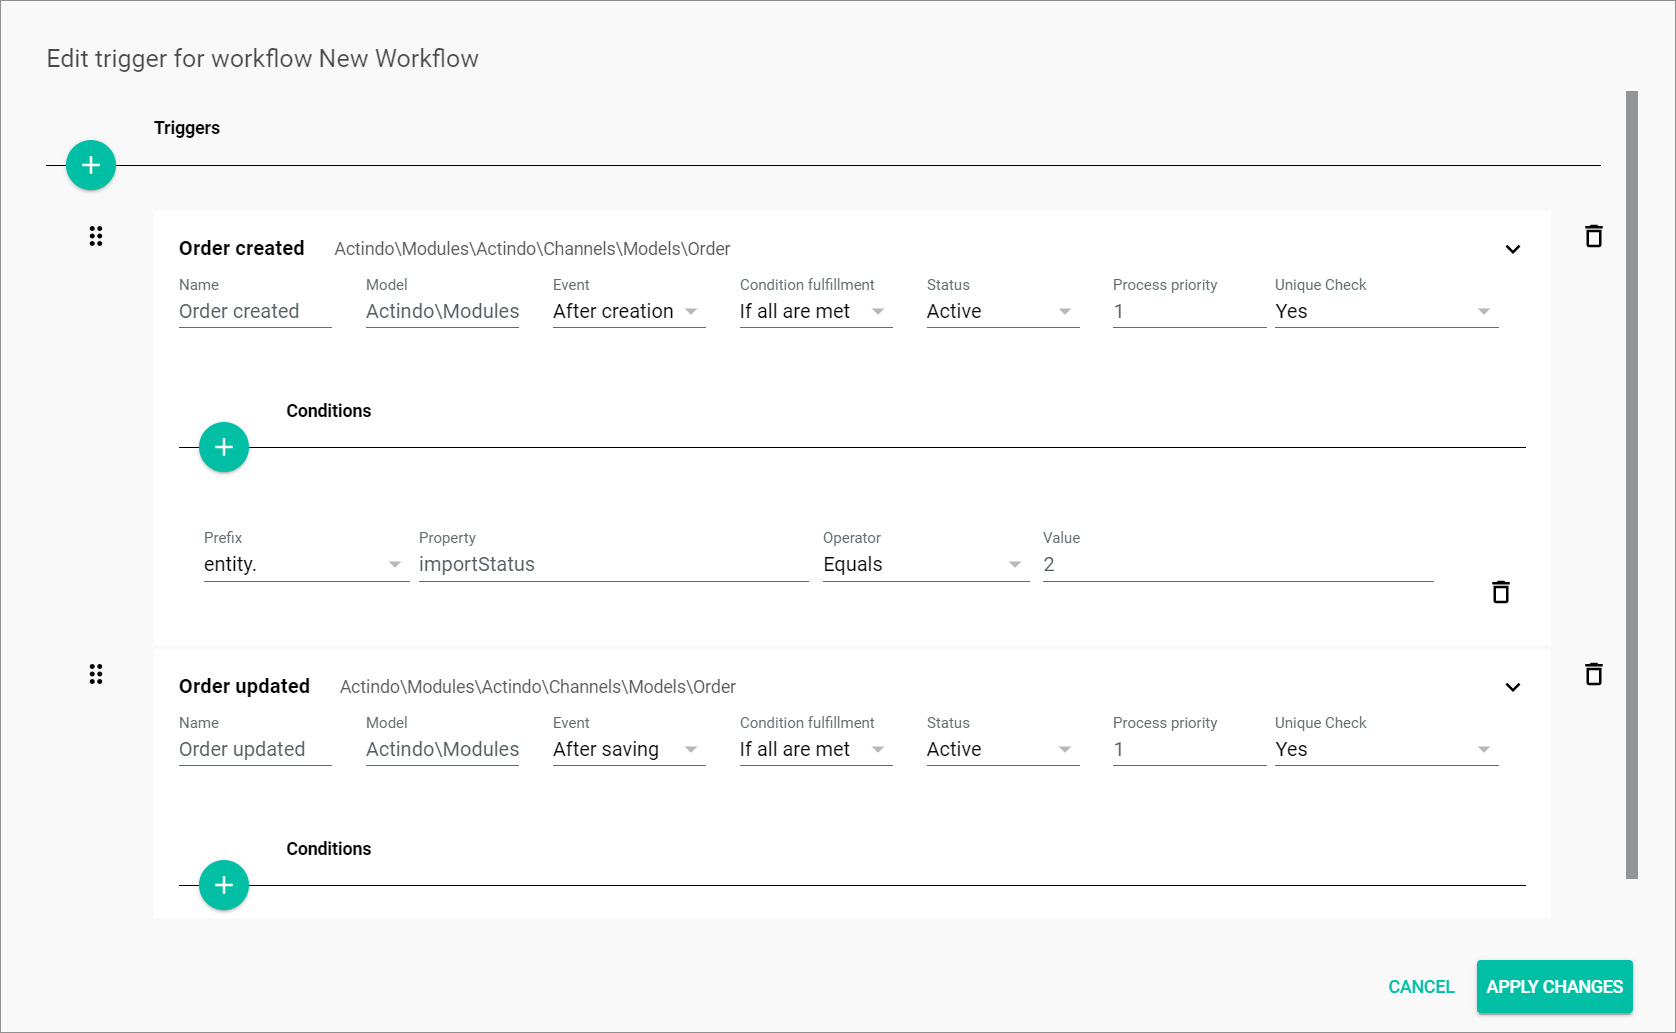 Edit trigger for workflow New Workflow
Triggers
Order created Actindo\Modules\Actindo\Channels\Models\Order
Name Model Event Condition fulfillment Status Process priority Unique Check
Order created Actindo\Modules After creation If all are met Active 1 Yes
Conditions
Prefix Property Operator Value
entity. importStatus Equals 2
Order updated Actindo\Modules\Actindo\Channels\Models\Order
Name Model Event Condition fulfillment Status Process priority Unique Check
Order updated Actindo\Modules After saving If all are met Active 1 Yes
Conditions
CANCEL APPLY CHANGES